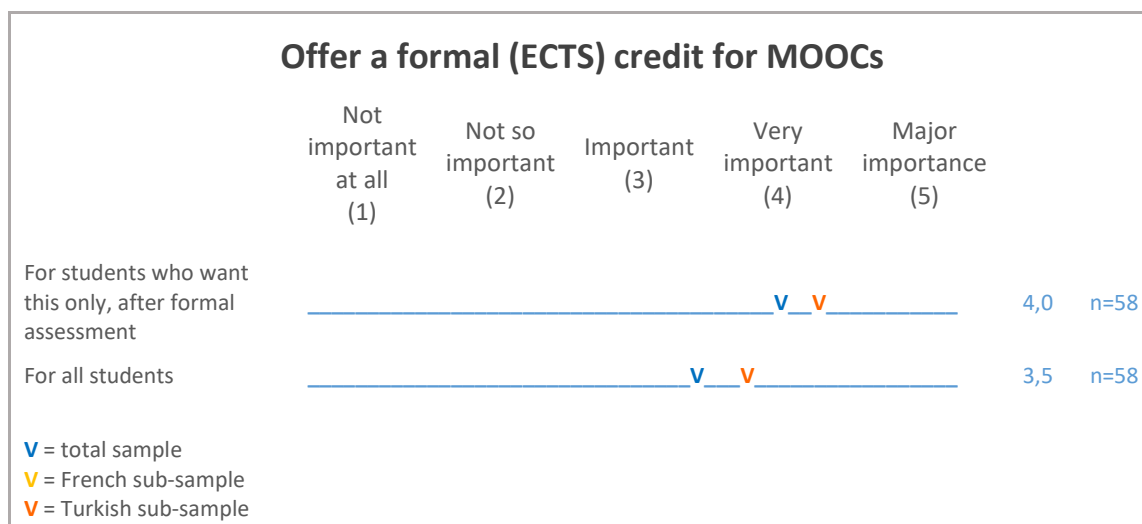 Offer a formal (ECTS) credit for MOOCs
Not
important
at all
(1)
Not so
important
(2)
Important
(3)
Very
important
(4)
Major
importance
(5)
For students who want
this only, after formal
assessment
V V 4,0 n=58
For all students
V V 3,5 n=58
V = total sample
V = French sub-sample
V = Turkish sub-sample